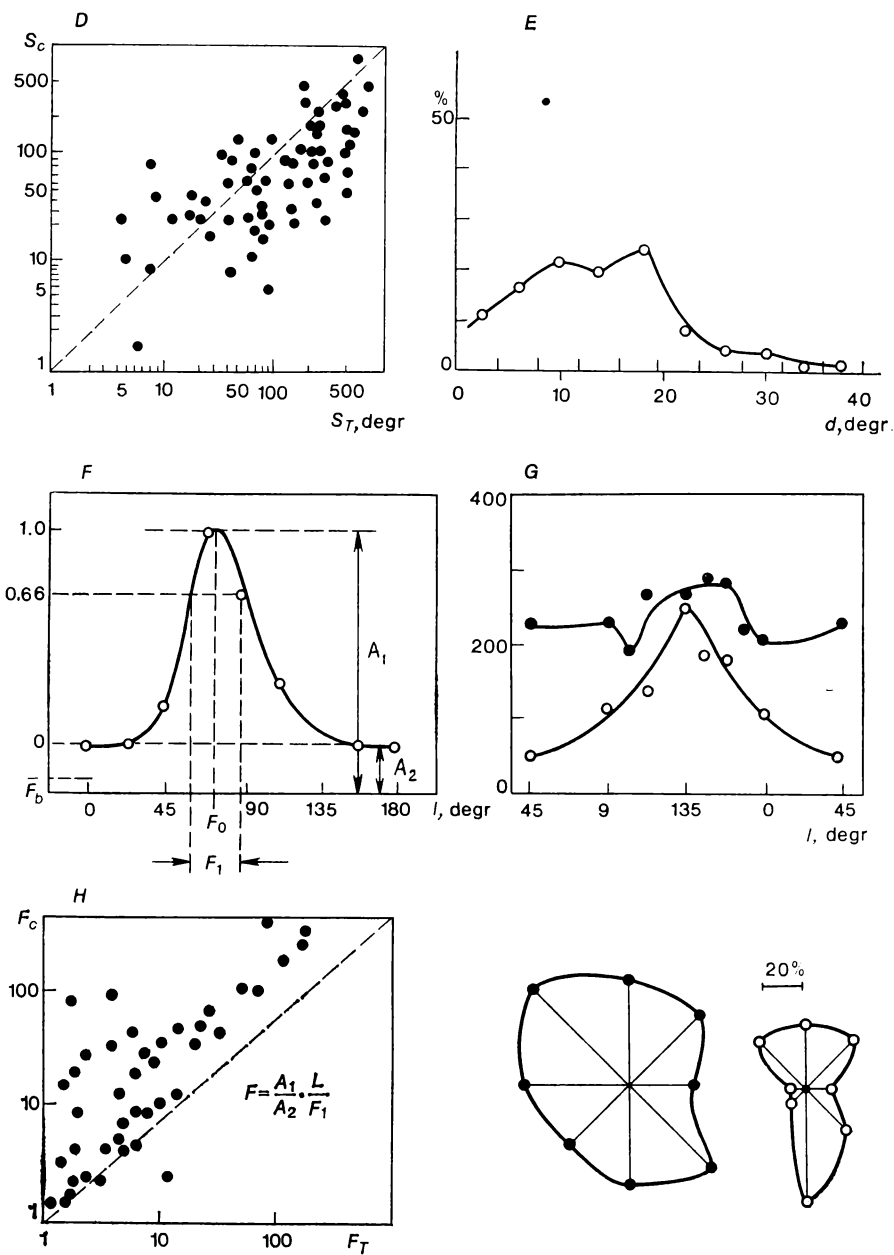 D
S_c
500
100
50
10
5
1
1 5 10 50 100 500
S_T, degr
E
%
50
0
0 10 20 30 40
d, degr.
F
1.0
0.66
0
F̅_b
A_1
A_2
0 45 90 135 180 l, degr
F_0
F_1
G
400
200
0
45 9 135 0 45
l, degr
H
F_c
100
10
1
F = A_1/A_2 · L/F_1
1 10 100
F_T
20%